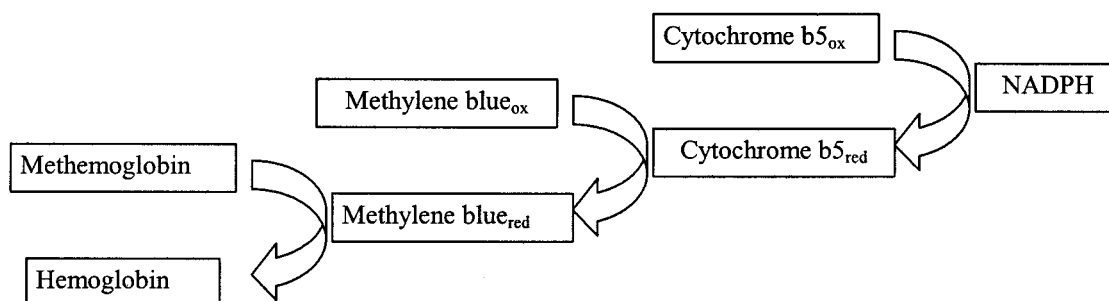 Cytochrome b5ox
NADPH
Methylene blueox
Cytochrome b5red
Methemoglobin
Methylene bluered
Hemoglobin